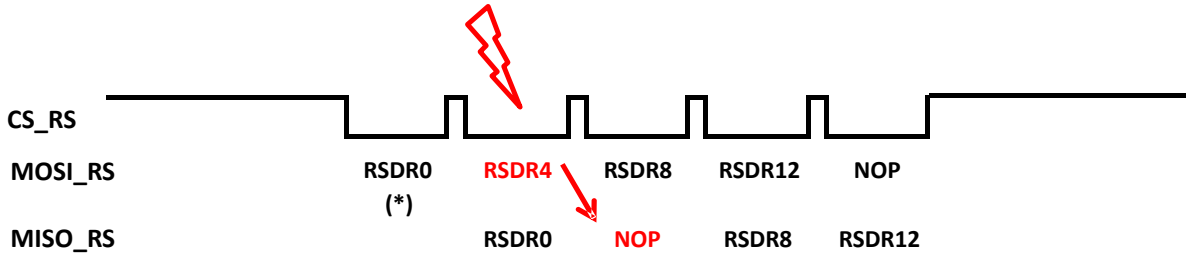 CS_RS
MOSI_RS RSDR0 RSDR4 RSDR8 RSDR12 NOP
(*)
MISO_RS RSDR0 NOP RSDR8 RSDR12